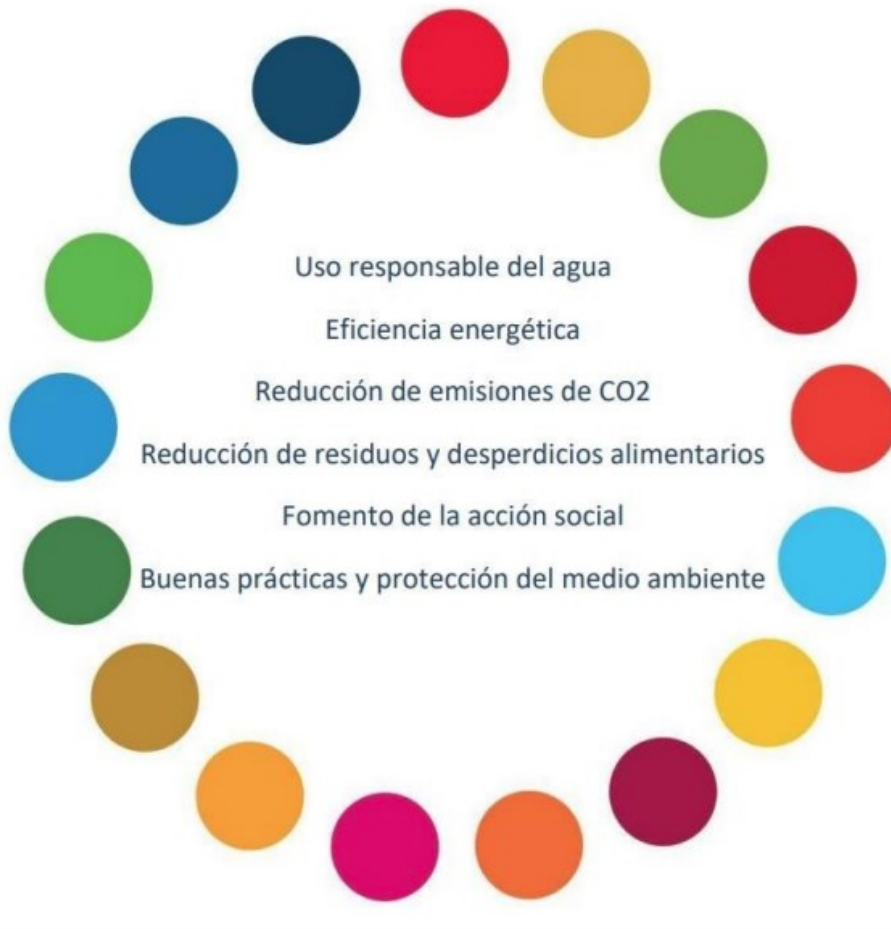 Uso responsable del agua
Eficiencia energética
Reducción de emisiones de CO2
Reducción de residuos y desperdicios alimentarios
Fomento de la acción social
Buenas prácticas y protección del medio ambiente